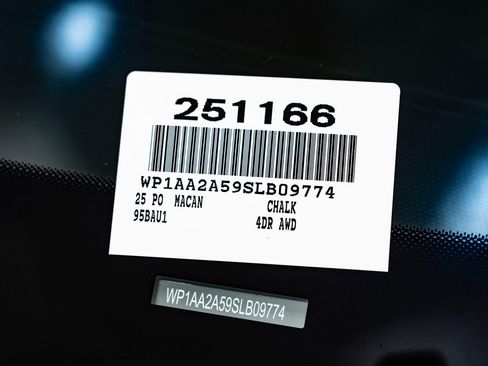 251166
WP1AA2A59SLB09774
25 PO MACAN CHALK
95BAU1 4DR AWD
WP1AA2A59SLB09774